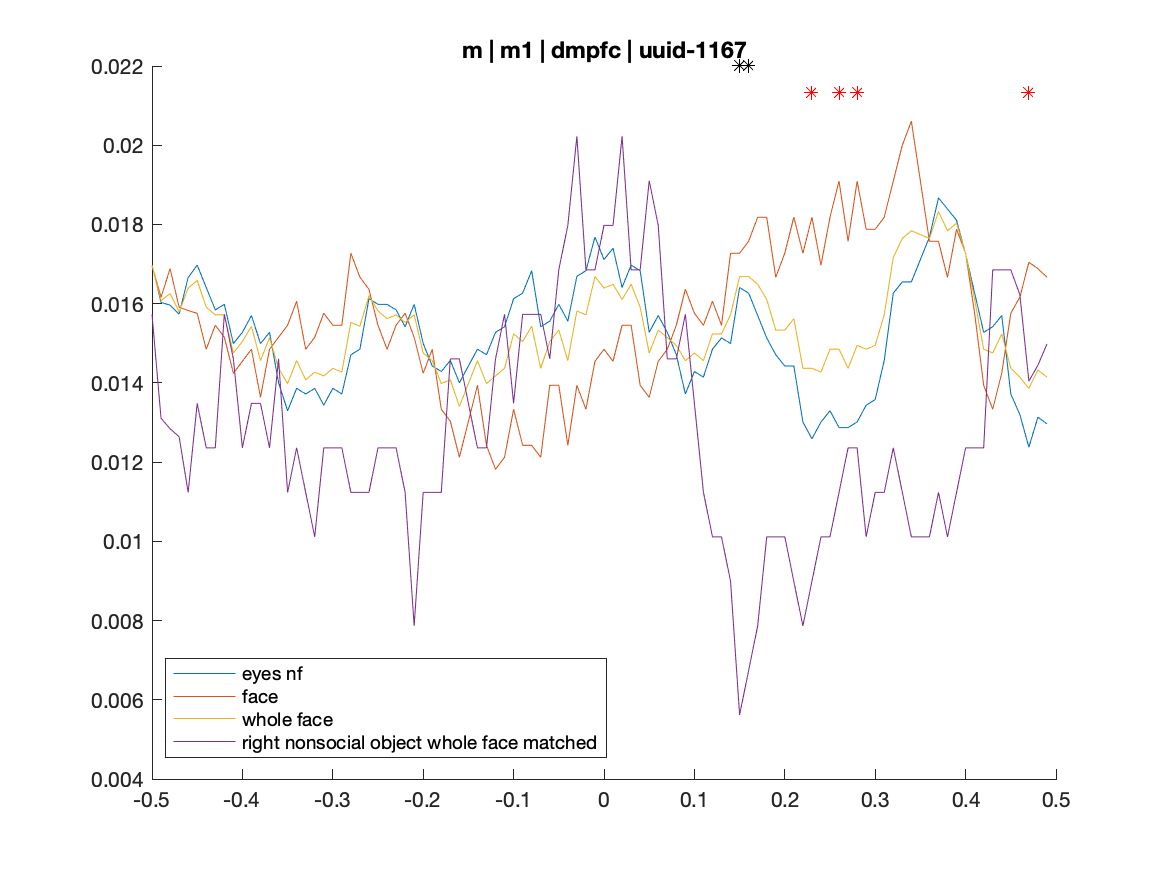 m | m1 | dmpfc | uuid-1167
0.022
0.02
0.018
0.016
0.014
0.012
0.01
0.008
0.006
0.004
eyes nf
face
whole face
right nonsocial object whole face matched
-0.5 -0.4 -0.3 -0.2 -0.1 0 0.1 0.2 0.3 0.4 0.5